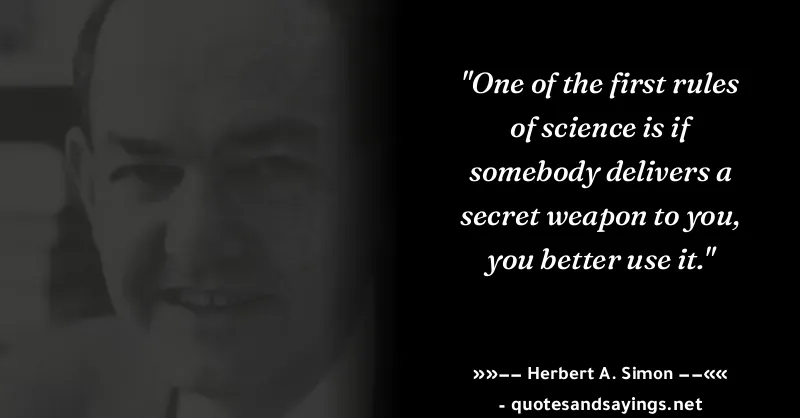 "One of the first rules
of science is if
somebody delivers a
secret weapon to you,
you better use it."
»»−− Herbert A. Simon −−««
- quotesandsayings.net